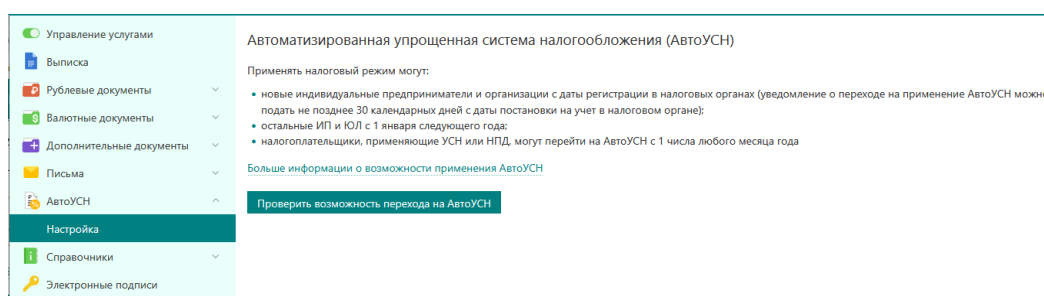 Управление услугами
Выписка
Рублевые документы
Валютные документы
Дополнительные документы
Письма
АвтоУСН
Настройка
Справочники
Электронные подписи
Автоматизированная упрощенная система налогообложения (АвтоУСН)
Применять налоговый режим могут:
• новые индивидуальные предприниматели и организации с даты регистрации в налоговых органах (уведомление о переходе на применение АвтоУСН можно
подать не позднее 30 календарных дней с даты постановки на учет в налоговом органе);
• остальные ИП и ЮЛ с 1 января следующего года;
• налогоплательщики, применяющие УСН или НПД, могут перейти на АвтоУСН с 1 числа любого месяца года
Больше информации о возможности применения АвтоУСН
Проверить возможность перехода на АвтоУСН